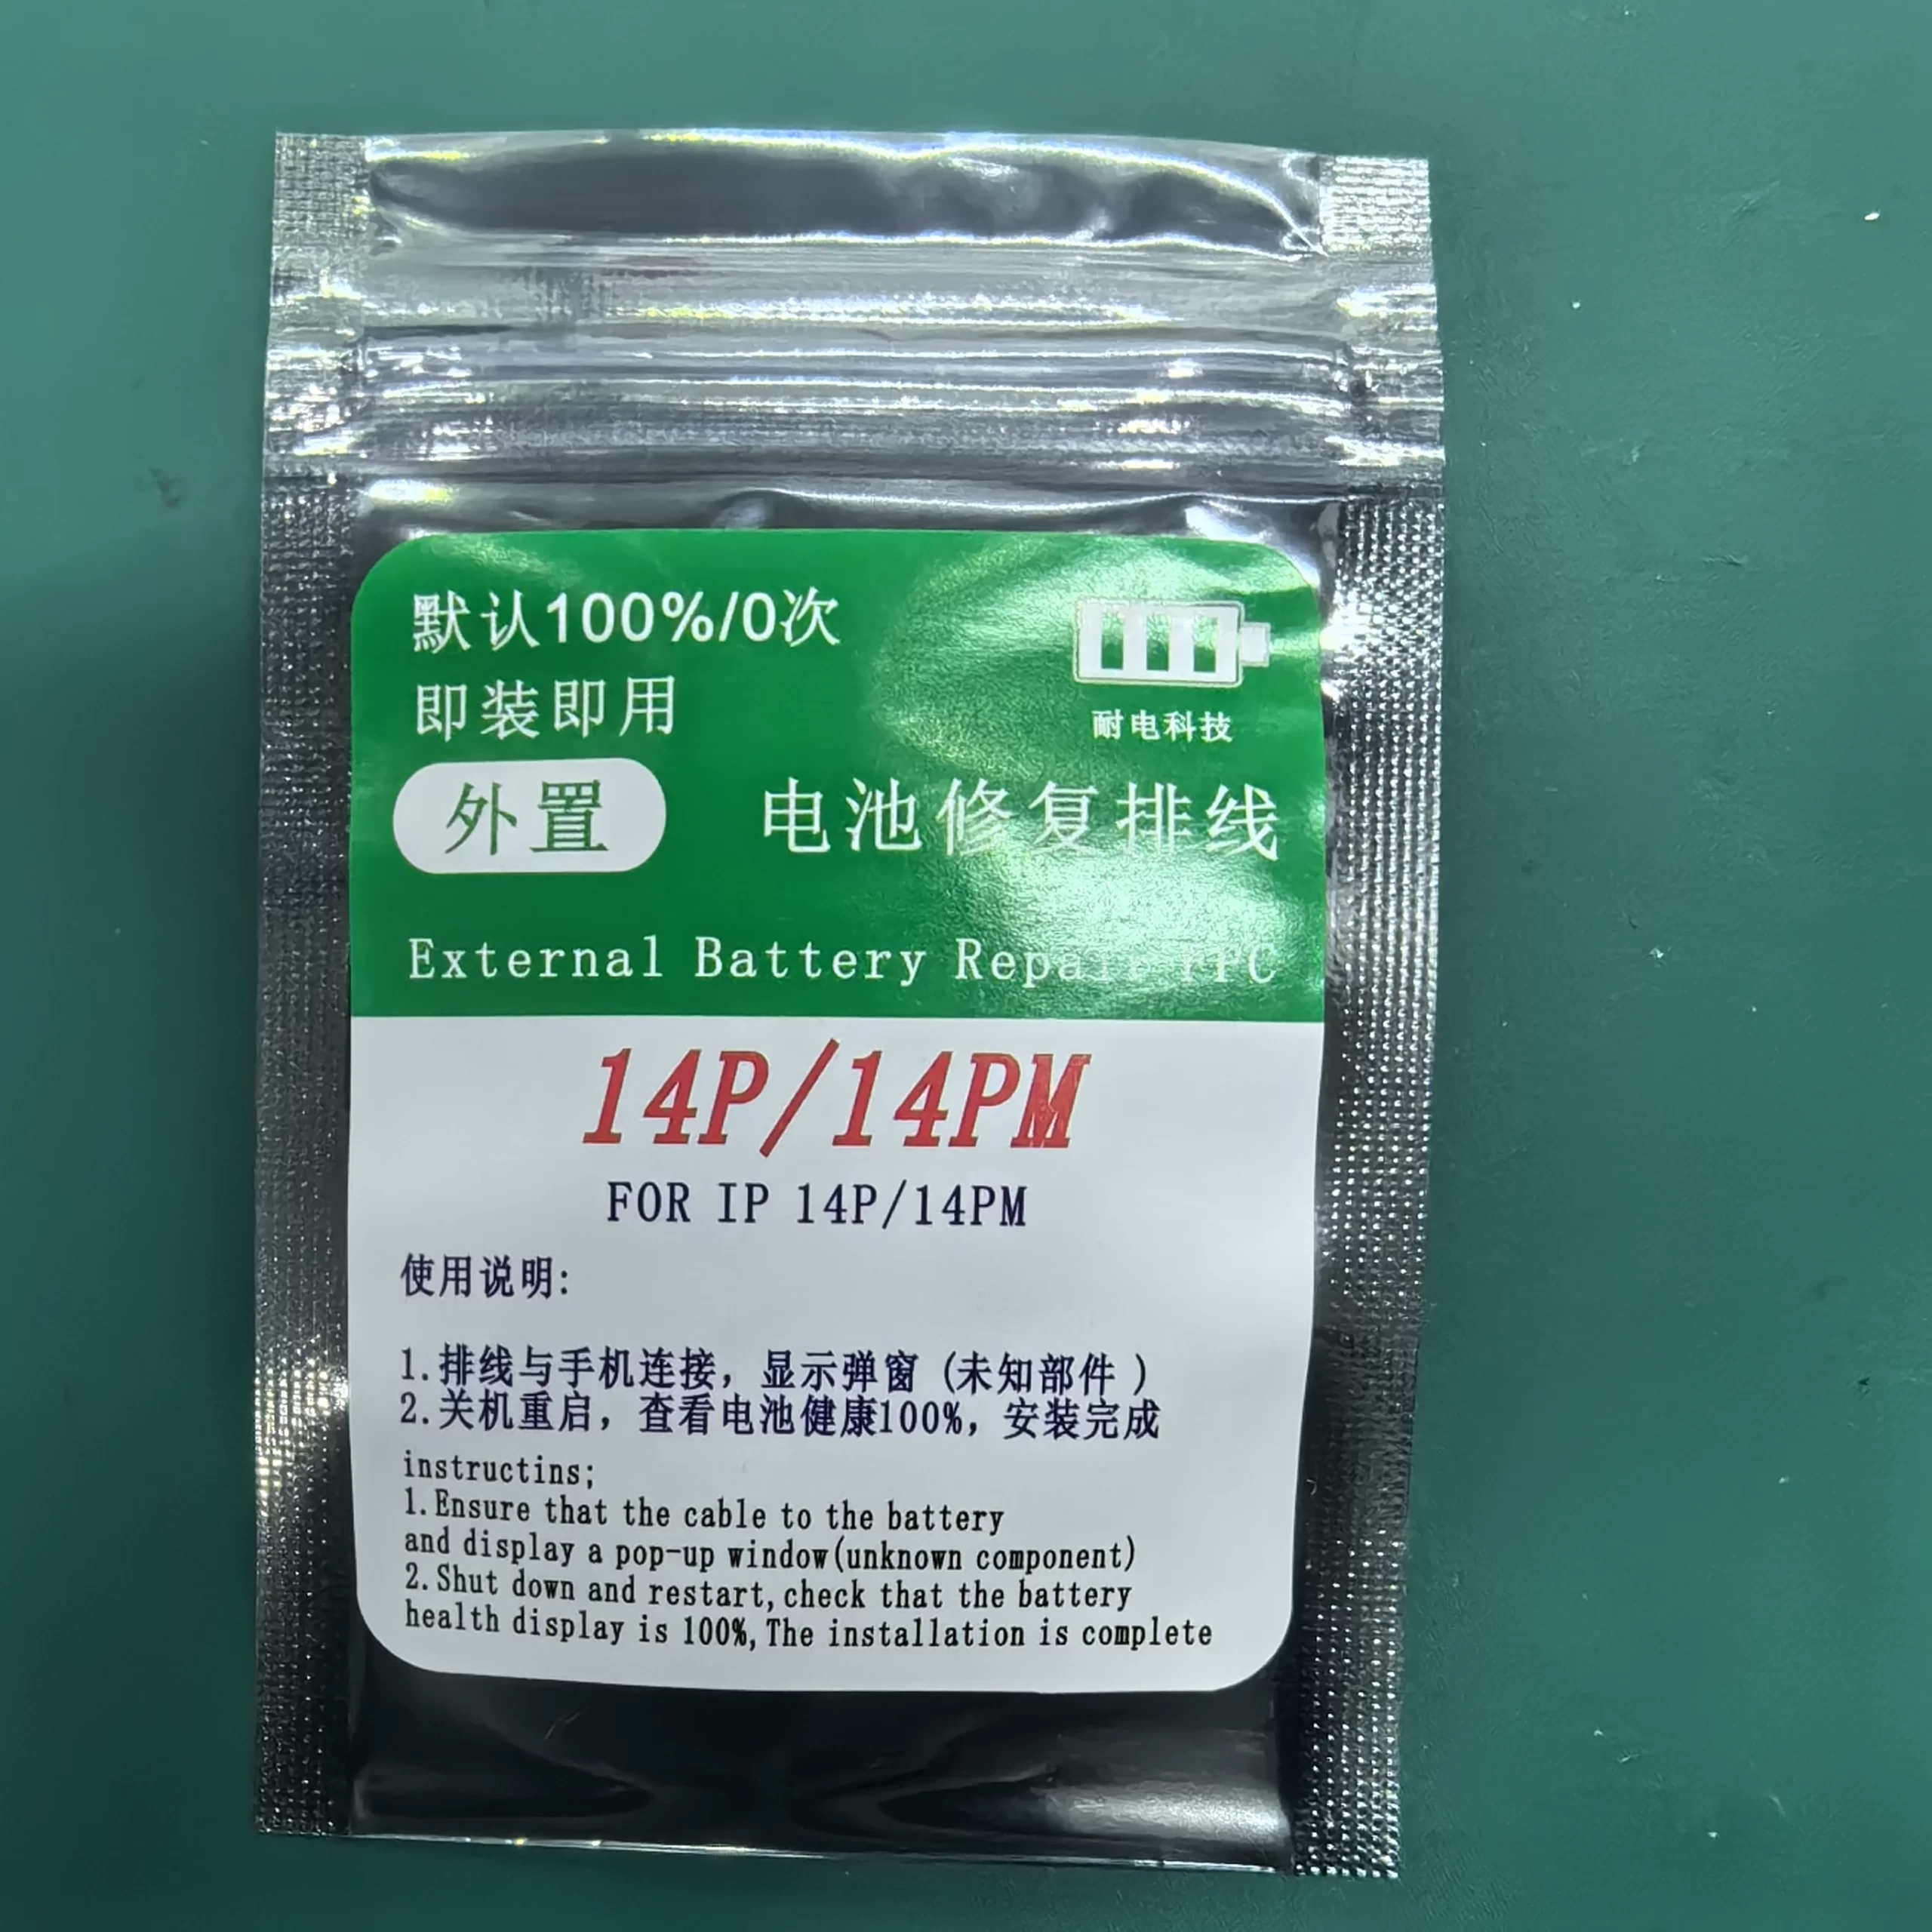 默认100%/0次
即装即用
耐电科技
外置 电池修复排线
External Battery Repair FPC
14P/14PM
FOR IP 14P/14PM
使用说明:
1.排线与手机连接，显示弹窗 (未知部件 )
2.关机重启，查看电池健康100%，安装完成
instructins;
1.Ensure that the cable to the battery
and display a pop-up window(unknown component)
2.Shut down and restart,check that the battery
health display is 100%,The installation is complete